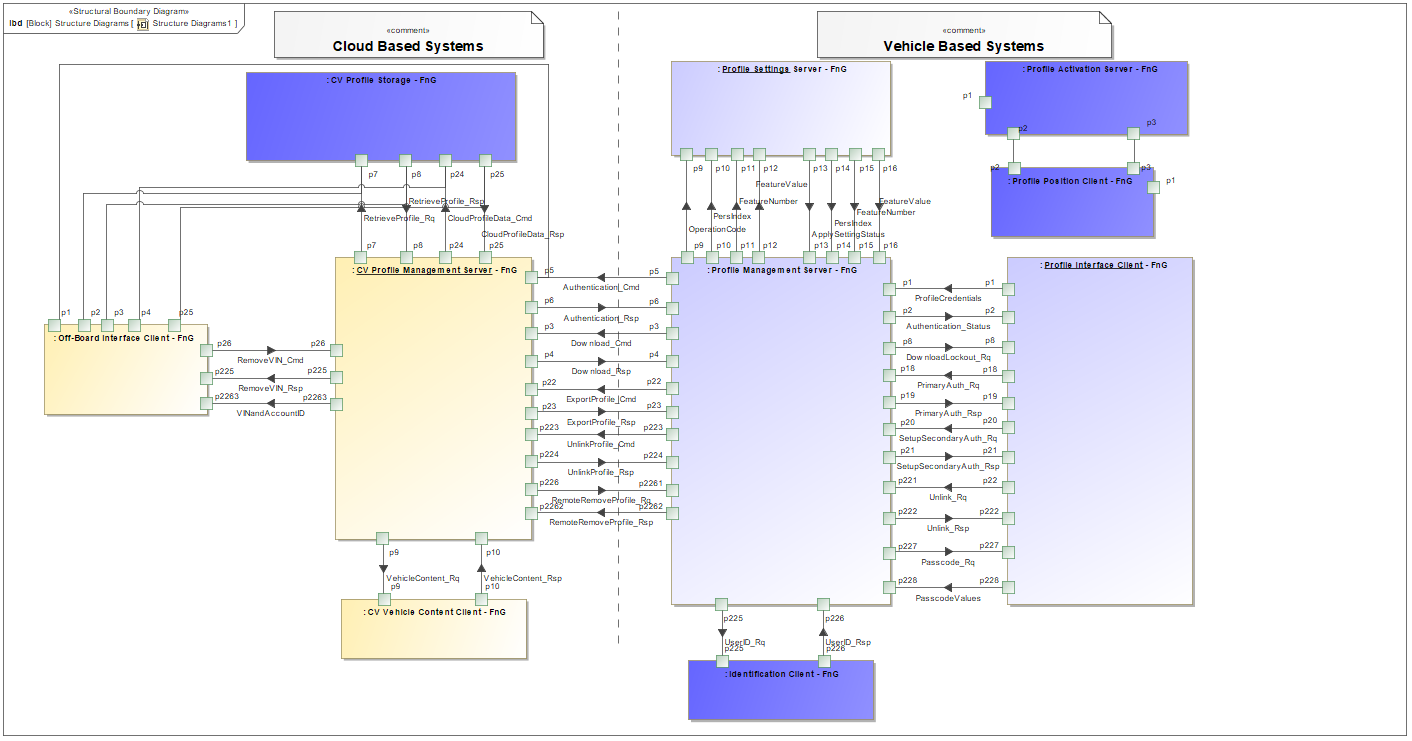 «Structural Boundary Diagram»
ibd [Block] Structure Diagrams [ Structure Diagrams1 ]
«comment»
Cloud Based Systems
«comment»
Vehicle Based Systems
: CV Profile Storage - FnG
: Profile Settings Server - FnG
: Profile Activation Server - FnG
p1
p2
p3
p2
p3
: Profile Position Client - FnG
p1
p7
p8
p24
p25
p9
p10
p11
p12
p13
p14
p15
p16
FeatureValue
RetrieveProfile_Rsp
FeatureNumber
FeatureValue
RetrieveProfile_Rq
CloudProfileData_Cmd
PersIndex
FeatureNumber
PersIndex
OperationCode
CloudProfileData_Rsp
ApplySettingStatus
p7
p8
p24
p25
p9
p10
p11
p12
p13
p14
p15
p16
: CV Profile Management Server - FnG
: Profile Management Server - FnG
: Profile Interface Client - FnG
p5
p5
Authentication_Cmd
p6
p6
Authentication_Rsp
p3
p3
Download_Cmd
p4
p4
Download_Rsp
p22
p22
ExportProfile_Cmd
p23
p23
ExportProfile_Rsp
p223
p223
UnlinkProfile_Cmd
p224
p224
UnlinkProfile_Rsp
p226
p2261
RemoteRemoveProfile_Rq
p2262
p2262
RemoteRemoveProfile_Rsp
p1
p1
ProfileCredentials
p2
p2
Authentication_Status
p8
p8
DownloadLockout_Rq
p18
p18
PrimaryAuth_Rq
p19
p19
PrimaryAuth_Rsp
p20
p20
SetupSecondaryAuth_Rq
p21
p21
SetupSecondaryAuth_Rsp
p221
p22
Unlink_Rq
p222
p222
Unlink_Rsp
p227
p227
Passcode_Rq
p228
p228
PasscodeValues
p1
p2
p3
p4
p25
: Off-Board Interface Client - FnG
p26
p26
RemoveVIN_Cmd
p225
p225
RemoveVIN_Rsp
p2263
p2263
VINandAccountID
p9
p10
VehicleContent_Rq
VehicleContent_Rsp
p9
p10
: CV Vehicle Content Client - FnG
p225
p226
UserID_Rq
UserID_Rsp
p225
p226
: Identification Client - FnG